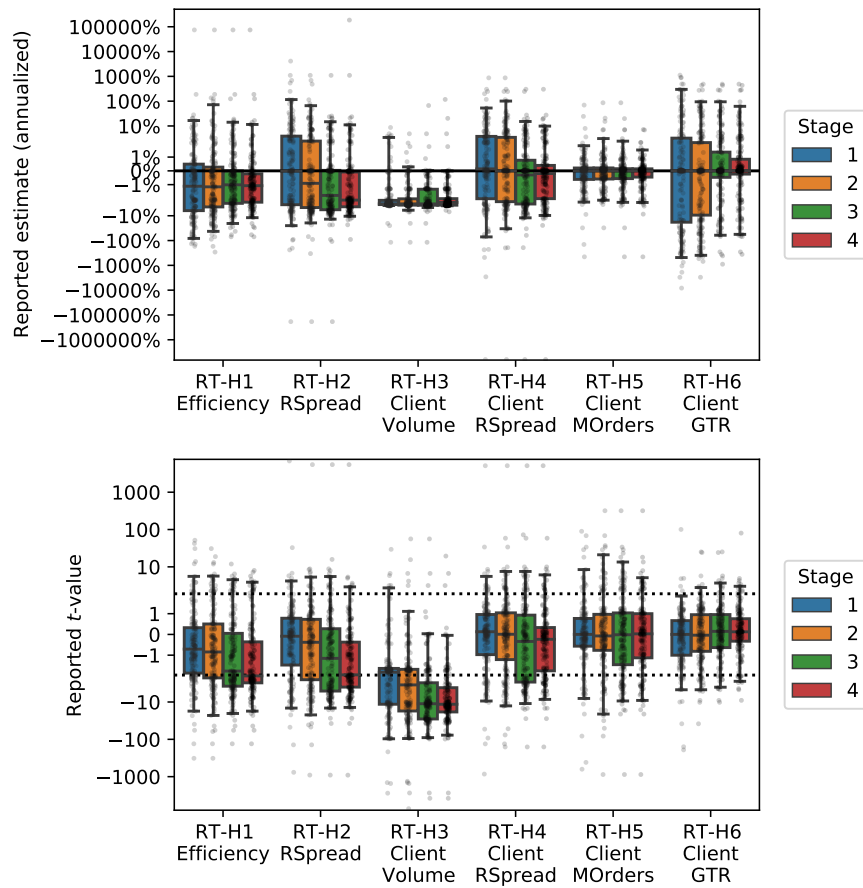 Reported estimate (annualized)
100000%
10000%
1000%
100%
10%
1%
0%
−1%
−10%
−100%
−1000%
−10000%
−100000%
−1000000%
RT-H1
Efficiency
RT-H2
RSpread
RT-H3
Client
Volume
RT-H4
Client
RSpread
RT-H5
Client
MOrders
RT-H6
Client
GTR
Stage
1
2
3
4
Reported t-value
1000
100
10
1
0
−1
−10
−100
−1000
RT-H1
Efficiency
RT-H2
RSpread
RT-H3
Client
Volume
RT-H4
Client
RSpread
RT-H5
Client
MOrders
RT-H6
Client
GTR
Stage
1
2
3
4